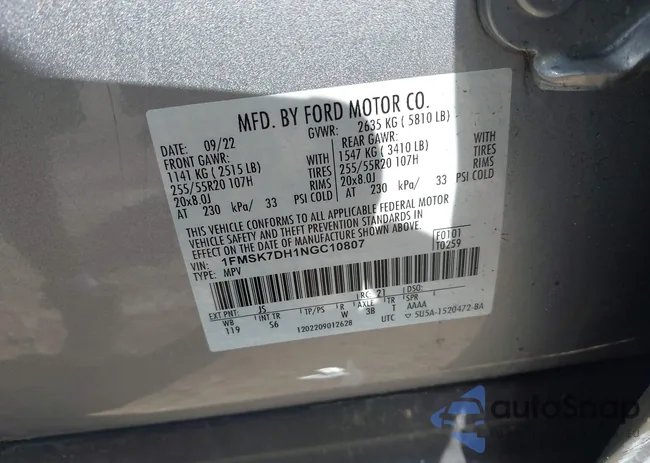 MFD. BY FORD MOTOR CO.
DATE: 09/22 GVWR: 2635 KG ( 5810 LB)
FRONT GAWR: REAR GAWR:
1141 KG ( 2515 LB) WITH 1547 KG ( 3410 LB) WITH
255/55R20 107H TIRES 255/55R20 107H TIRES
20x8.0J RIMS 20x8.0J RIMS
AT 230 kPa/ 33 PSI COLD AT 230 kPa/ 33 PSI COLD
THIS VEHICLE CONFORMS TO ALL APPLICABLE FEDERAL MOTOR
VEHICLE SAFETY AND THEFT PREVENTION STANDARDS IN
EFFECT ON THE DATE OF MANUFACTURE SHOWN ABOVE.
VIN: 1FMSK7DH1NGC10807 F0101
TYPE: MPV T0259
EXT PNT: JS RC: 21 DSO:
WB INT TR TP/PS R AXLE TR SPR
119 S6 W 3B T AAAA
1202209012628 UTC 5U5A-1520472-BA
autoSnap